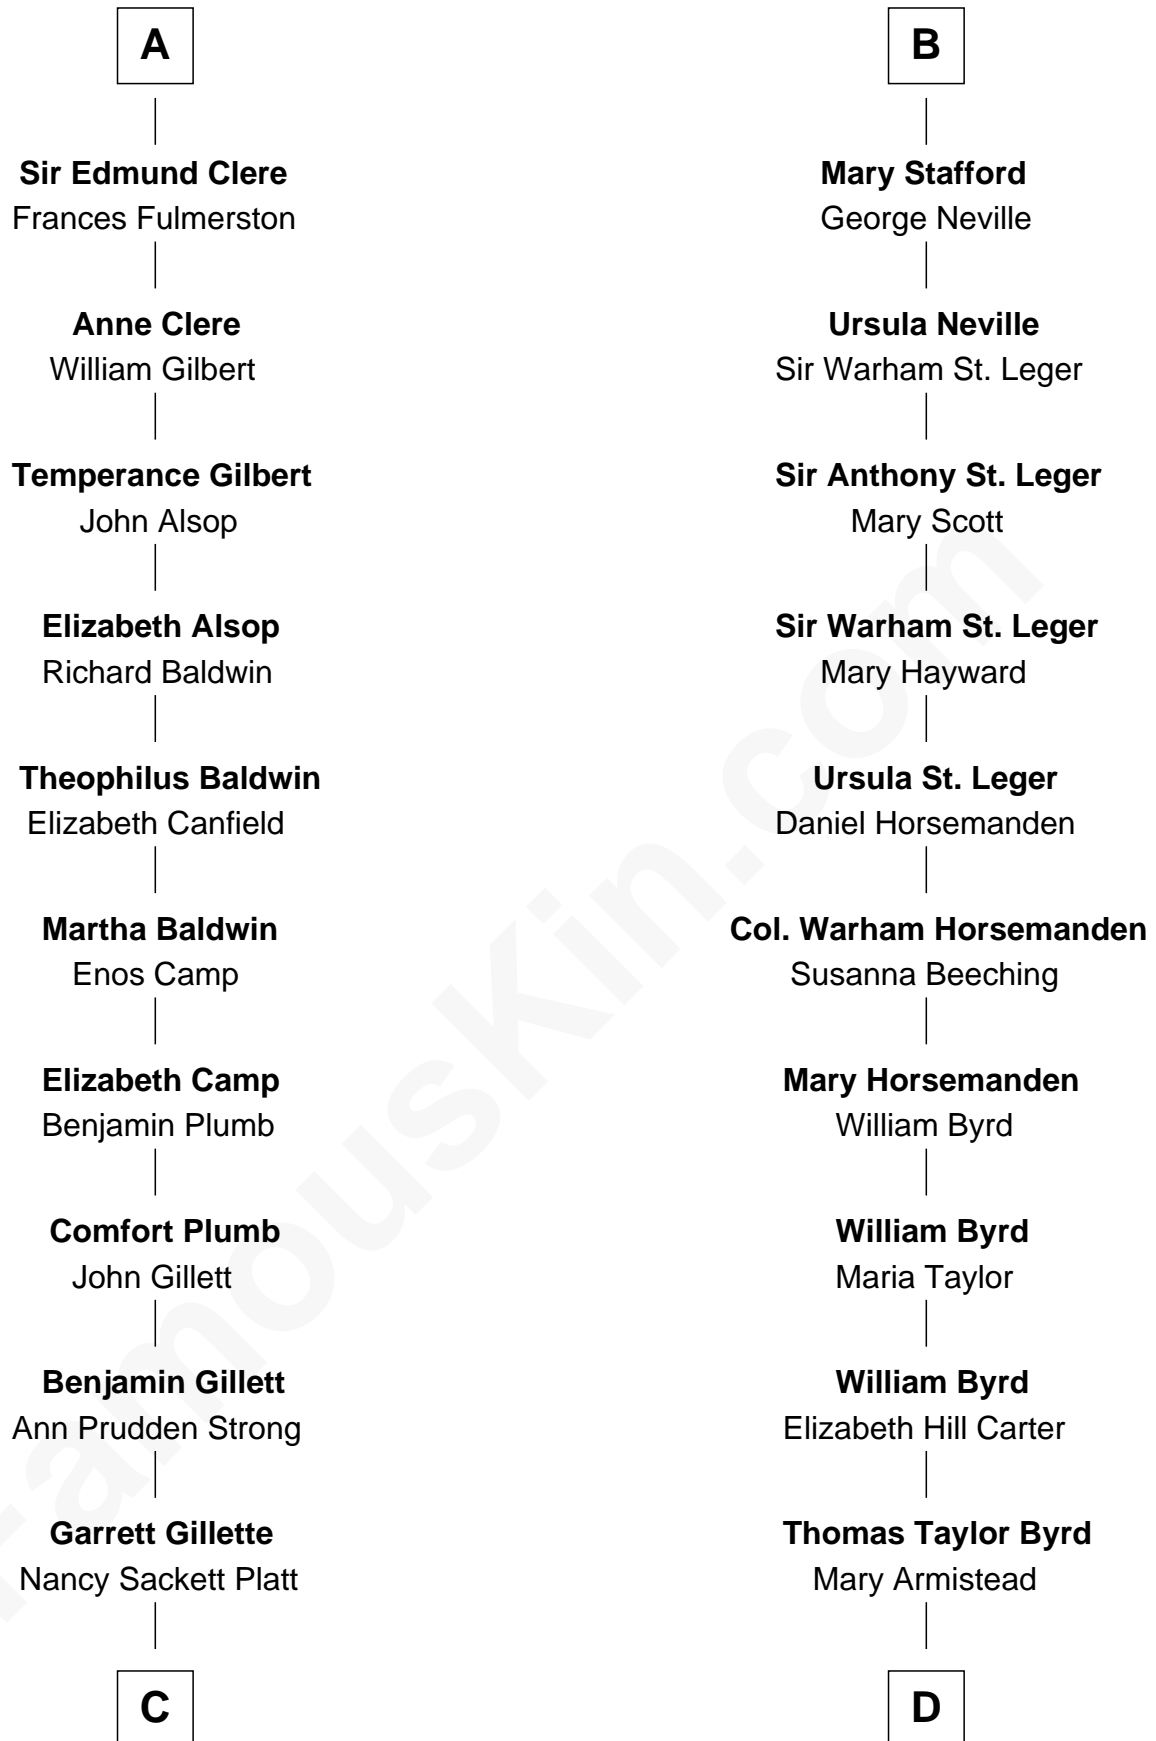 A
Sir Edmund Clere
Frances Fulmerston
Anne Clere
William Gilbert
Temperance Gilbert
John Alsop
Elizabeth Alsop
Richard Baldwin
Theophilus Baldwin
Elizabeth Canfield
Martha Baldwin
Enos Camp
Elizabeth Camp
Benjamin Plumb
Comfort Plumb
John Gillett
Benjamin Gillett
Ann Prudden Strong
Garrett Gillette
Nancy Sackett Platt
C
B
Mary Stafford
George Neville
Ursula Neville
Sir Warham St. Leger
Sir Anthony St. Leger
Mary Scott
Sir Warham St. Leger
Mary Hayward
Ursula St. Leger
Daniel Horsemanden
Col. Warham Horsemanden
Susanna Beeching
Mary Horsemanden
William Byrd
William Byrd
Maria Taylor
William Byrd
Elizabeth Hill Carter
Thomas Taylor Byrd
Mary Armistead
D
FamousKin.com